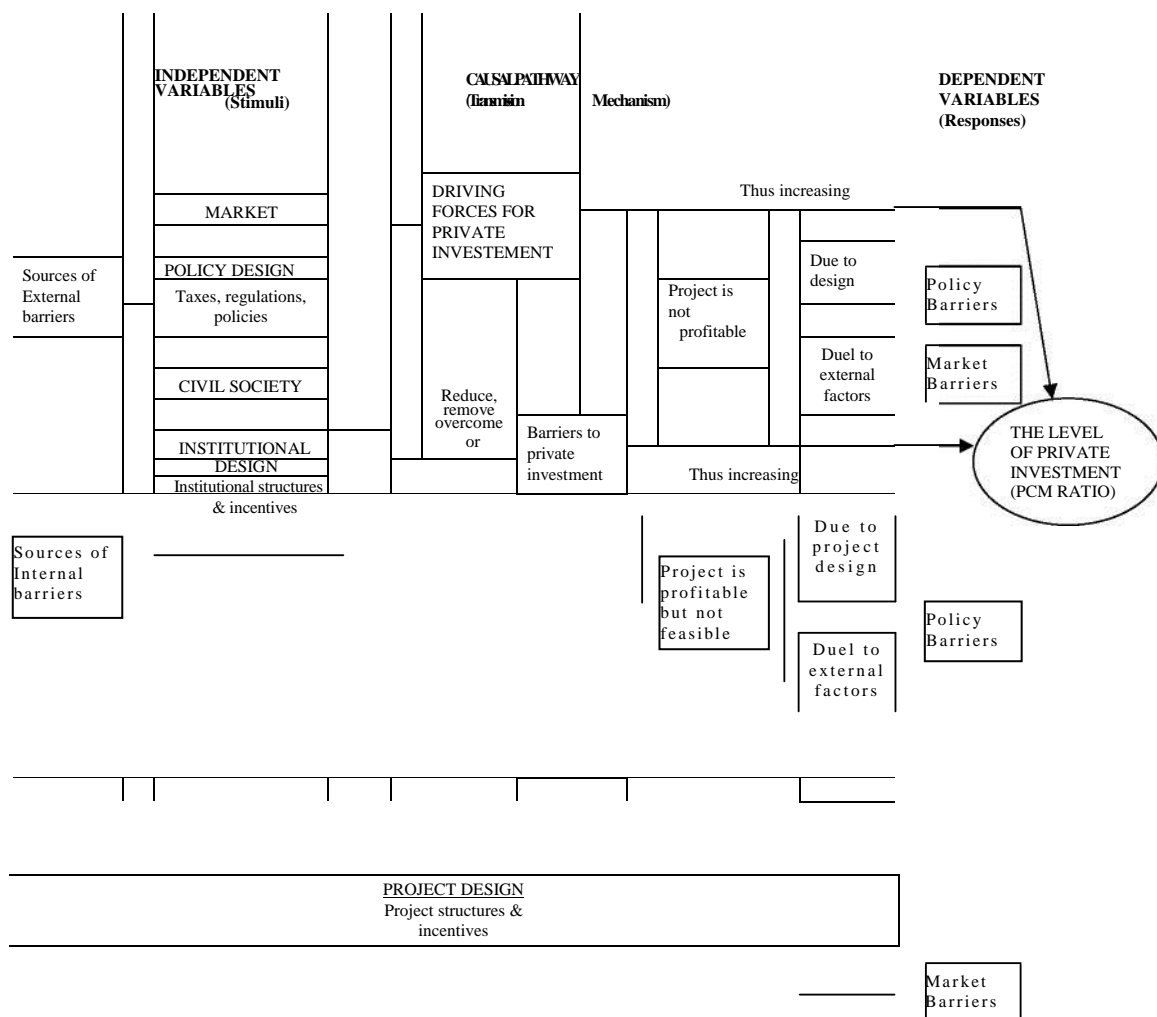 INDEPENDENT
VARIABLES
(Stimuli)
CAUSAL PATHWAY
(Transmision
Mechanism)
DEPENDENT
VARIABLES
(Responses)
DRIVING
FORCES FOR
PRIVATE
INVESTEMENT
Thus increasing
MARKET
POLICY DESIGN
Taxes, regulations,
policies
Sources of
External
barriers
Project is
not
profitable
Due to
design
Policy
Barriers
CIVIL SOCIETY
Duel to
external
factors
Market
Barriers
Reduce,
remove
overcome
or
Barriers to
private
investment
INSTITUTIONAL
DESIGN
Institutional structures
& incentives
Thus increasing
THE LEVEL
OF PRIVATE
INVESTMENT
(PCM RATIO)
Sources of
Internal
barriers
Project is
profitable
but not
feasible
Due to
project
design
Policy
Barriers
Duel to
external
factors
PROJECT DESIGN
Project structures &
incentives
Market
Barriers